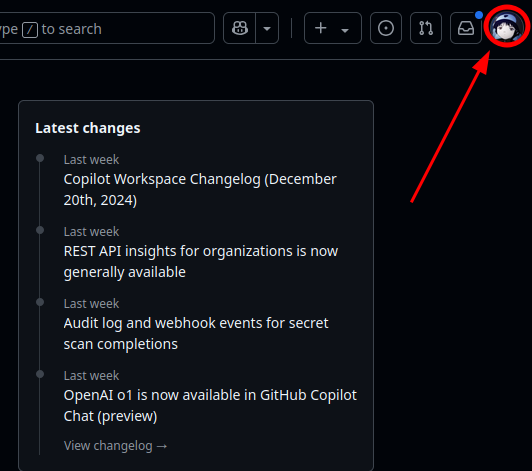 ype / to search
Latest changes
Last week
Copilot Workspace Changelog (December
20th, 2024)
Last week
REST API insights for organizations is now
generally available
Last week
Audit log and webhook events for secret
scan completions
Last week
OpenAI o1 is now available in GitHub Copilot
Chat (preview)
View changelog →